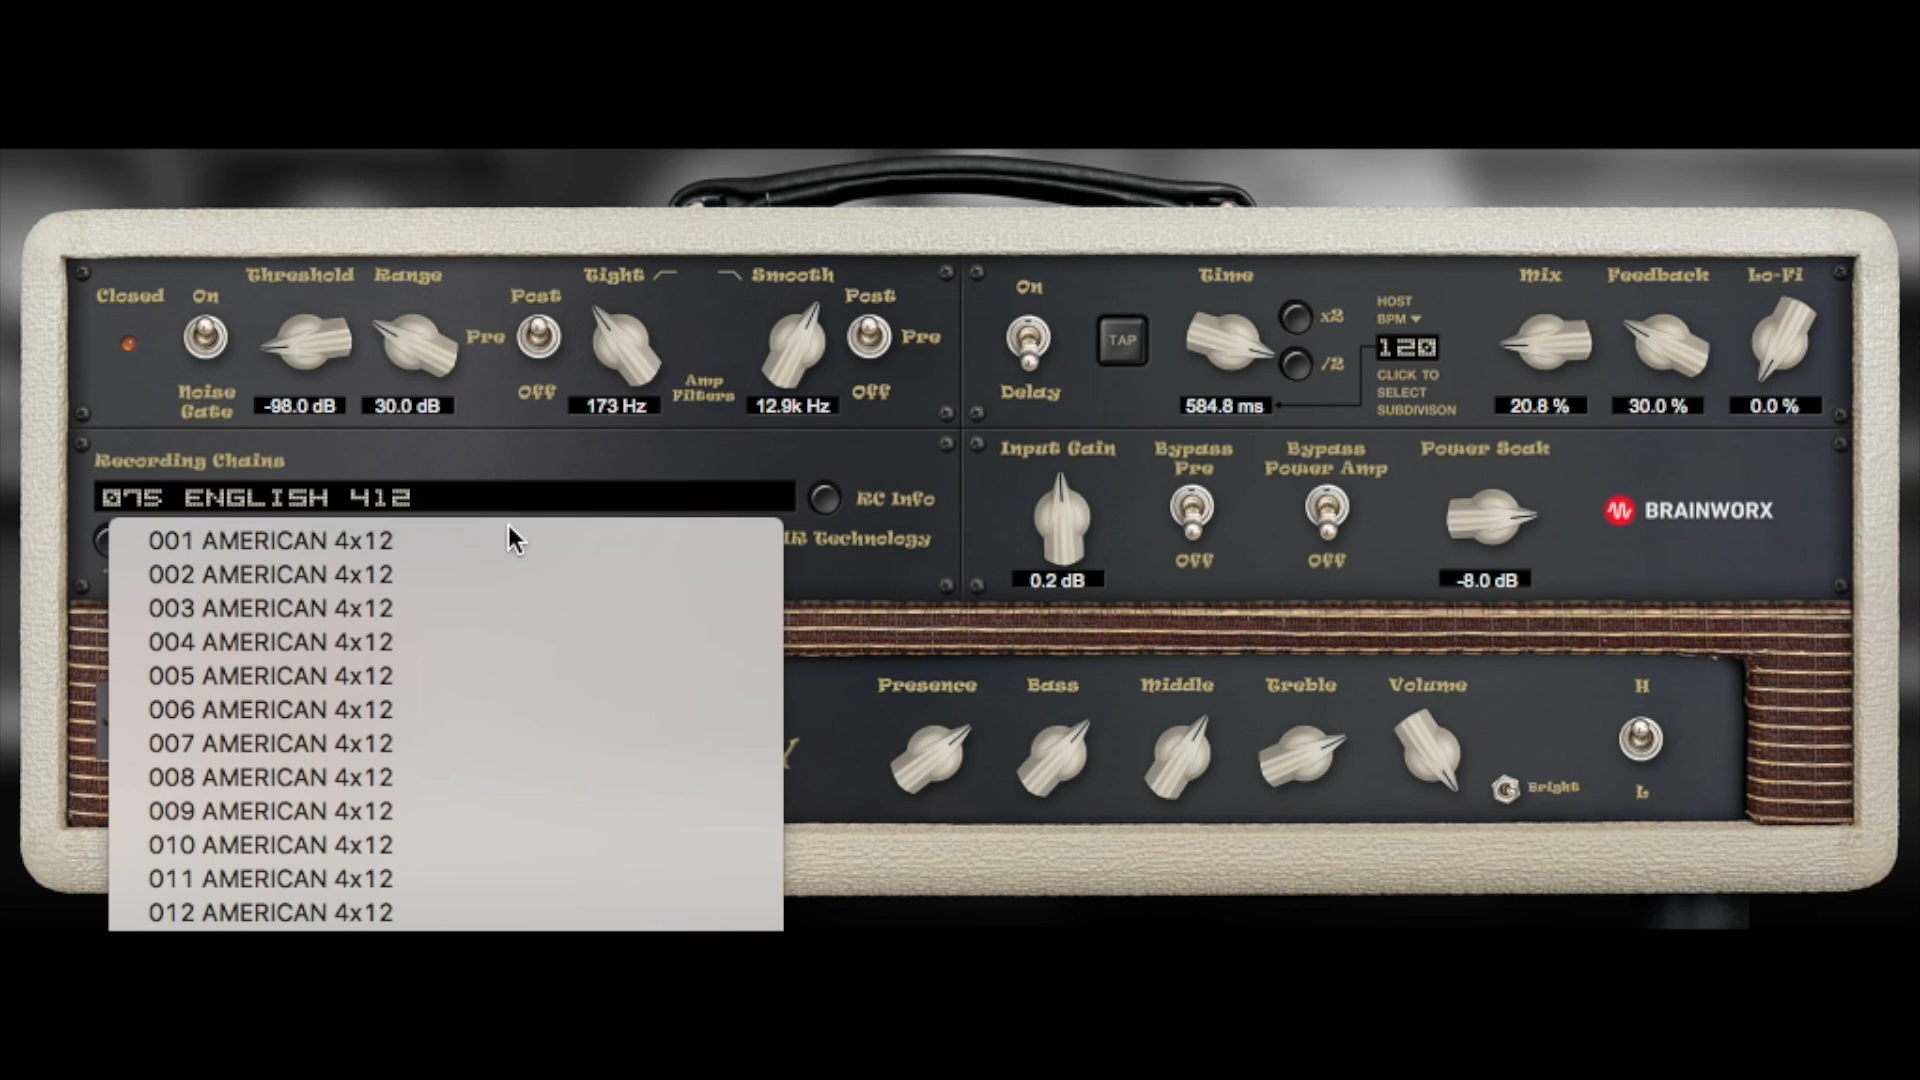 Threshold Range Tight Smooth
Closed On Post Post
Pre Pre
Noise Gate Off Amp Filters Off
-98.0 dB 30.0 dB 173 Hz 12.9k Hz
On Time HOST BPM Mix Feedback Lo-Fi
TAP x2 120
/2
Delay CLICK TO SELECT SUBDIVISON
584.8 ms 20.8 % 30.0 % 0.0 %
Recording Chains
075 ENGLISH 412 RC Info
IR Technology
001 AMERICAN 4x12
002 AMERICAN 4x12
003 AMERICAN 4x12
004 AMERICAN 4x12
005 AMERICAN 4x12
006 AMERICAN 4x12
007 AMERICAN 4x12
008 AMERICAN 4x12
009 AMERICAN 4x12
010 AMERICAN 4x12
011 AMERICAN 4x12
012 AMERICAN 4x12
Input Gain Bypass Pre Bypass Power Amp Power Soak
BRAINWORX
Off Off
0.2 dB -8.0 dB
Presence Bass Middle Treble Volume H
Bright L